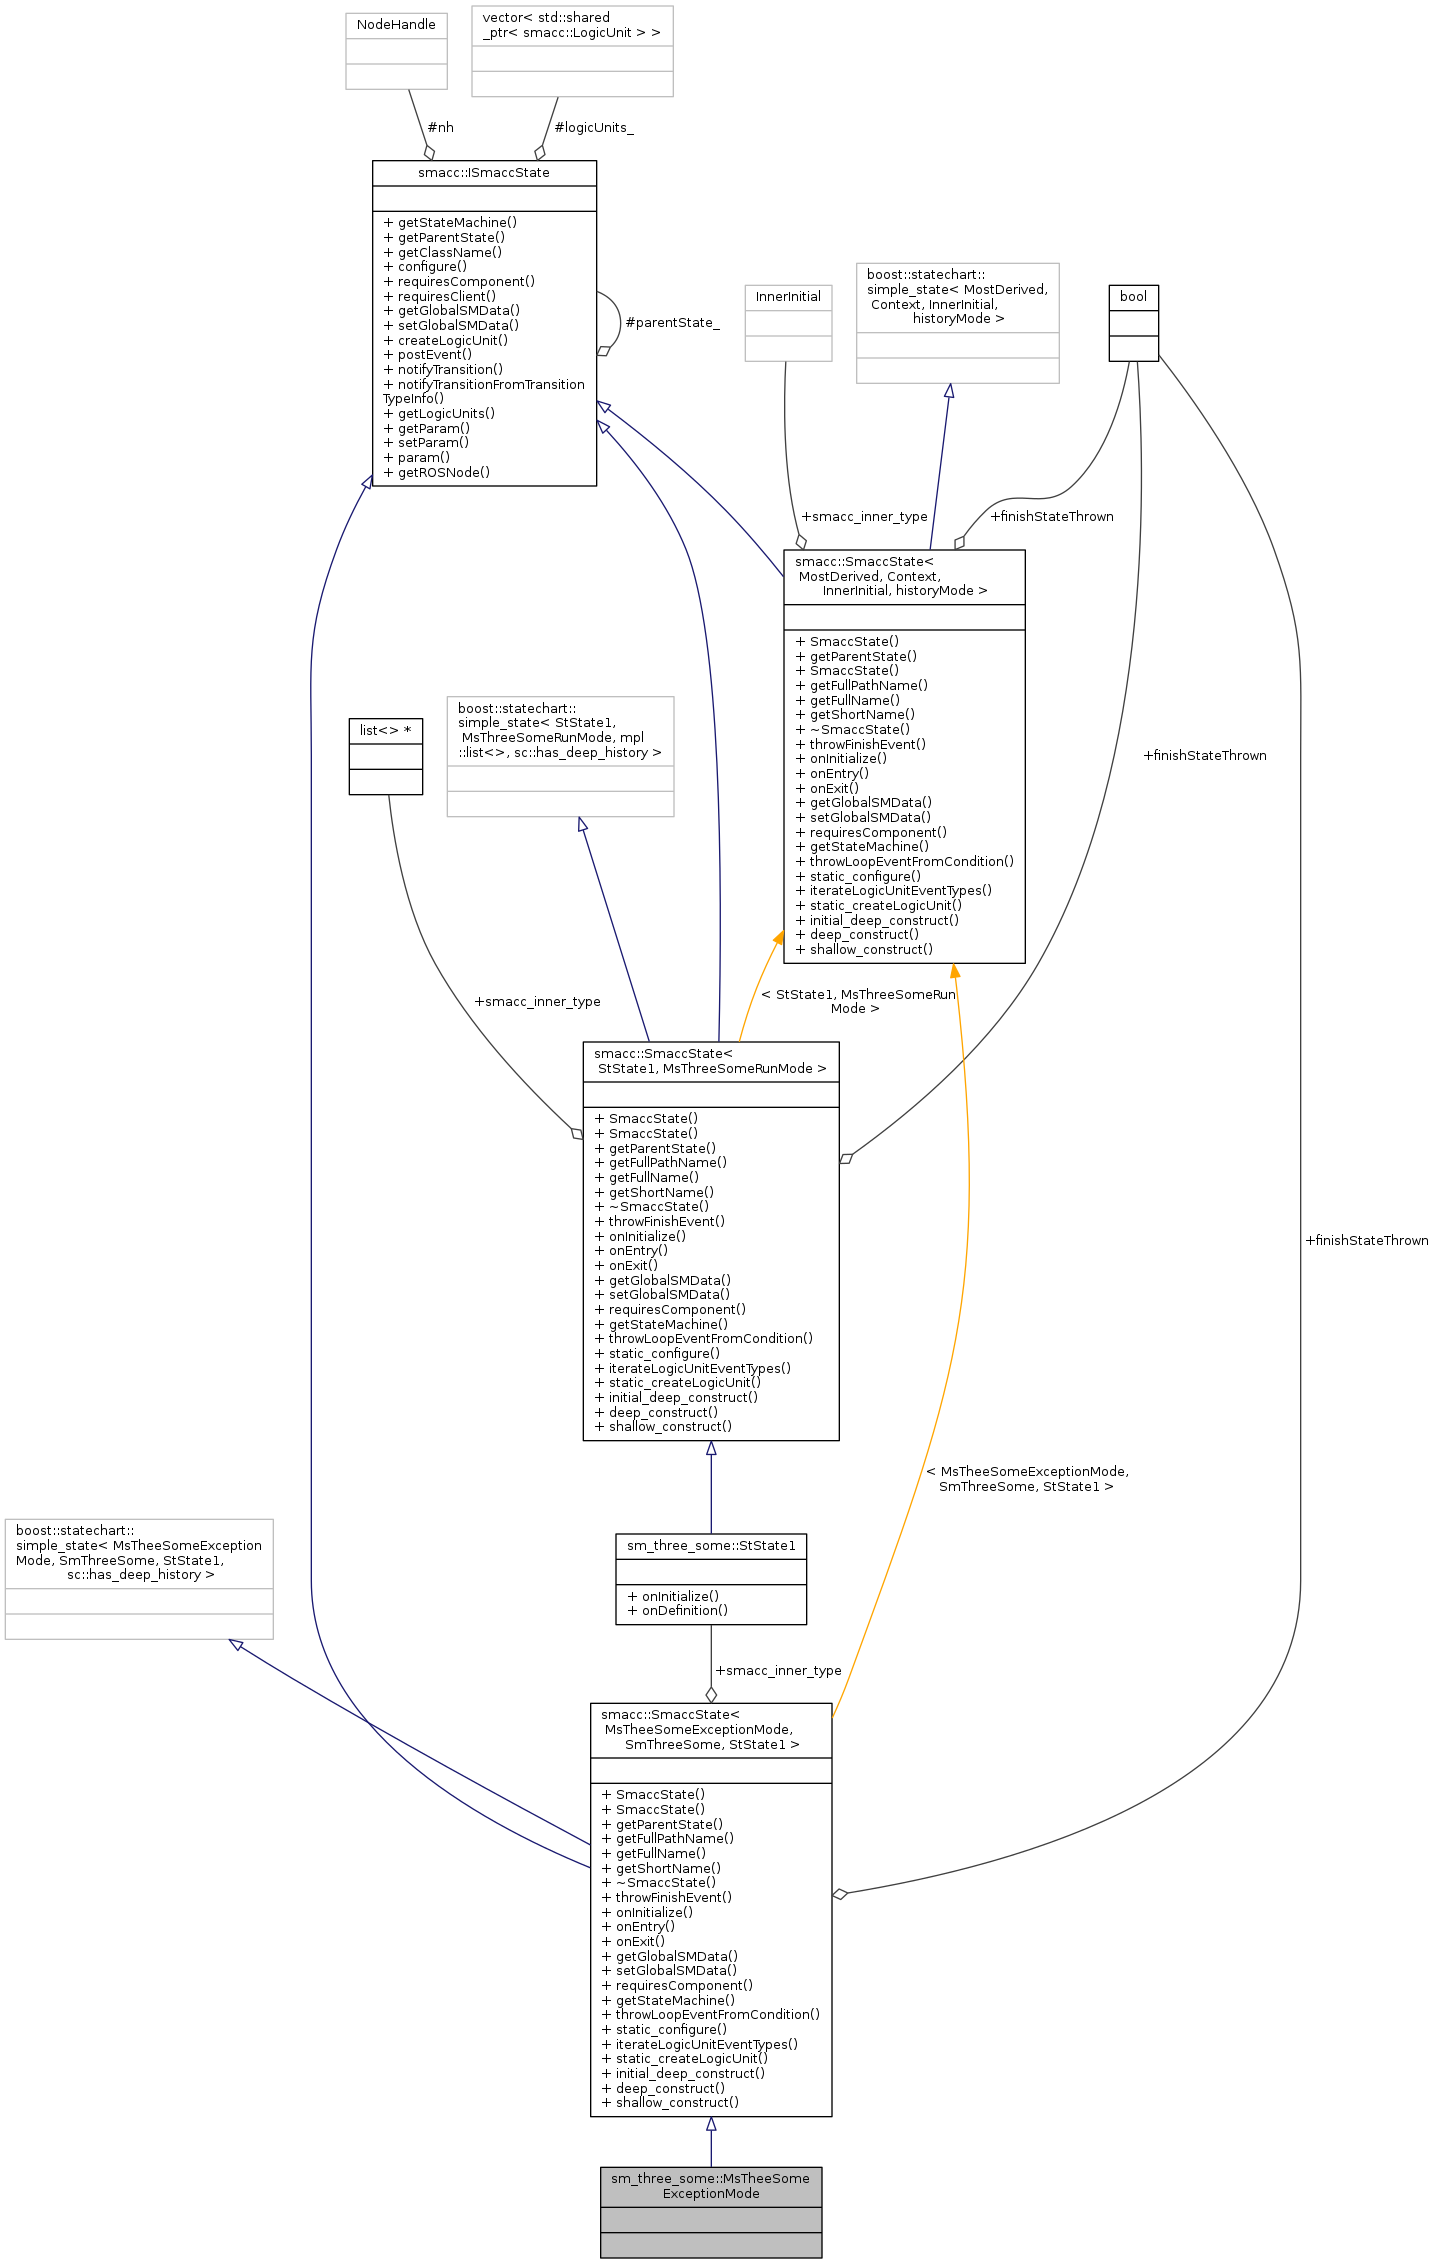 NodeHandle
vector< std::shared
_ptr< smacc::LogicUnit > >
#nh
#logicUnits_
smacc::ISmaccState
+ getStateMachine()
+ getParentState()
+ getClassName()
+ configure()
+ requiresComponent()
+ requiresClient()
+ getGlobalSMData()
+ setGlobalSMData()
+ createLogicUnit()
+ postEvent()
+ notifyTransition()
+ notifyTransitionFromTransition
TypeInfo()
+ getLogicUnits()
+ getParam()
+ setParam()
+ param()
+ getROSNode()
#parentState_
InnerInitial
boost::statechart::
simple_state< MostDerived,
Context, InnerInitial,
historyMode >
bool
+smacc_inner_type
+finishStateThrown
smacc::SmaccState<
MostDerived, Context,
InnerInitial, historyMode >
+ SmaccState()
+ getParentState()
+ SmaccState()
+ getFullPathName()
+ getFullName()
+ getShortName()
+ ~SmaccState()
+ throwFinishEvent()
+ onInitialize()
+ onEntry()
+ onExit()
+ getGlobalSMData()
+ setGlobalSMData()
+ requiresComponent()
+ getStateMachine()
+ throwLoopEventFromCondition()
+ static_configure()
+ iterateLogicUnitEventTypes()
+ static_createLogicUnit()
+ initial_deep_construct()
+ deep_construct()
+ shallow_construct()
+finishStateThrown
list<> *
boost::statechart::
simple_state< StState1,
MsThreeSomeRunMode, mpl
::list<>, sc::has_deep_history >
+smacc_inner_type
< StState1, MsThreeSomeRun
Mode >
smacc::SmaccState<
StState1, MsThreeSomeRunMode >
+ SmaccState()
+ SmaccState()
+ getParentState()
+ getFullPathName()
+ getFullName()
+ getShortName()
+ ~SmaccState()
+ throwFinishEvent()
+ onInitialize()
+ onEntry()
+ onExit()
+ getGlobalSMData()
+ setGlobalSMData()
+ requiresComponent()
+ getStateMachine()
+ throwLoopEventFromCondition()
+ static_configure()
+ iterateLogicUnitEventTypes()
+ static_createLogicUnit()
+ initial_deep_construct()
+ deep_construct()
+ shallow_construct()
+finishStateThrown
< MsTheeSomeExceptionMode,
SmThreeSome, StState1 >
boost::statechart::
simple_state< MsTheeSomeException
Mode, SmThreeSome, StState1,
sc::has_deep_history >
sm_three_some::StState1
+ onInitialize()
+ onDefinition()
+smacc_inner_type
smacc::SmaccState<
MsTheeSomeExceptionMode,
SmThreeSome, StState1 >
+ SmaccState()
+ SmaccState()
+ getParentState()
+ getFullPathName()
+ getFullName()
+ getShortName()
+ ~SmaccState()
+ throwFinishEvent()
+ onInitialize()
+ onEntry()
+ onExit()
+ getGlobalSMData()
+ setGlobalSMData()
+ requiresComponent()
+ getStateMachine()
+ throwLoopEventFromCondition()
+ static_configure()
+ iterateLogicUnitEventTypes()
+ static_createLogicUnit()
+ initial_deep_construct()
+ deep_construct()
+ shallow_construct()
sm_three_some::MsTheeSome
ExceptionMode